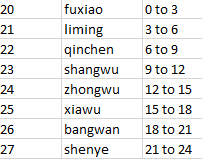 20 fuxiao 0 to 3
21 liming 3 to 6
22 qinchen 6 to 9
23 shangwu 9 to 12
24 zhongwu 12 to 15
25 xiawu 15 to 18
26 bangwan 18 to 21
27 shenye 21 to 24